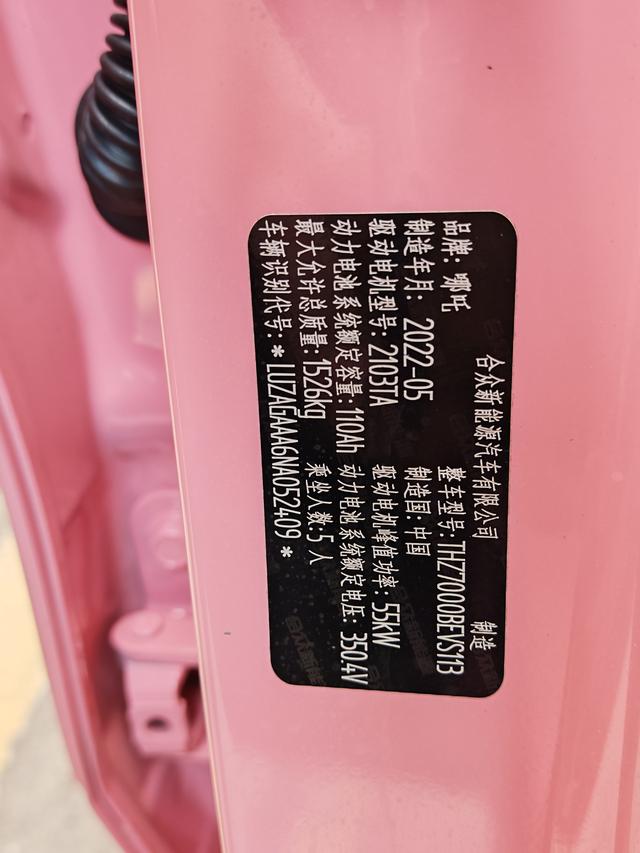 合众新能源汽车有限公司 制造
品牌：哪吒 整车型号：THZ7000BEVS113
制造年月：2022-05 制造国：中国
驱动电机型号：2103TA 驱动电机峰值功率：55kW
动力电池系统额定容量：110Ah 动力电池系统额定电压：350.4V
最大允许总质量：1526kg 乘坐人数：5人
车辆识别代号：* LUZAGAAA6NA052409 *